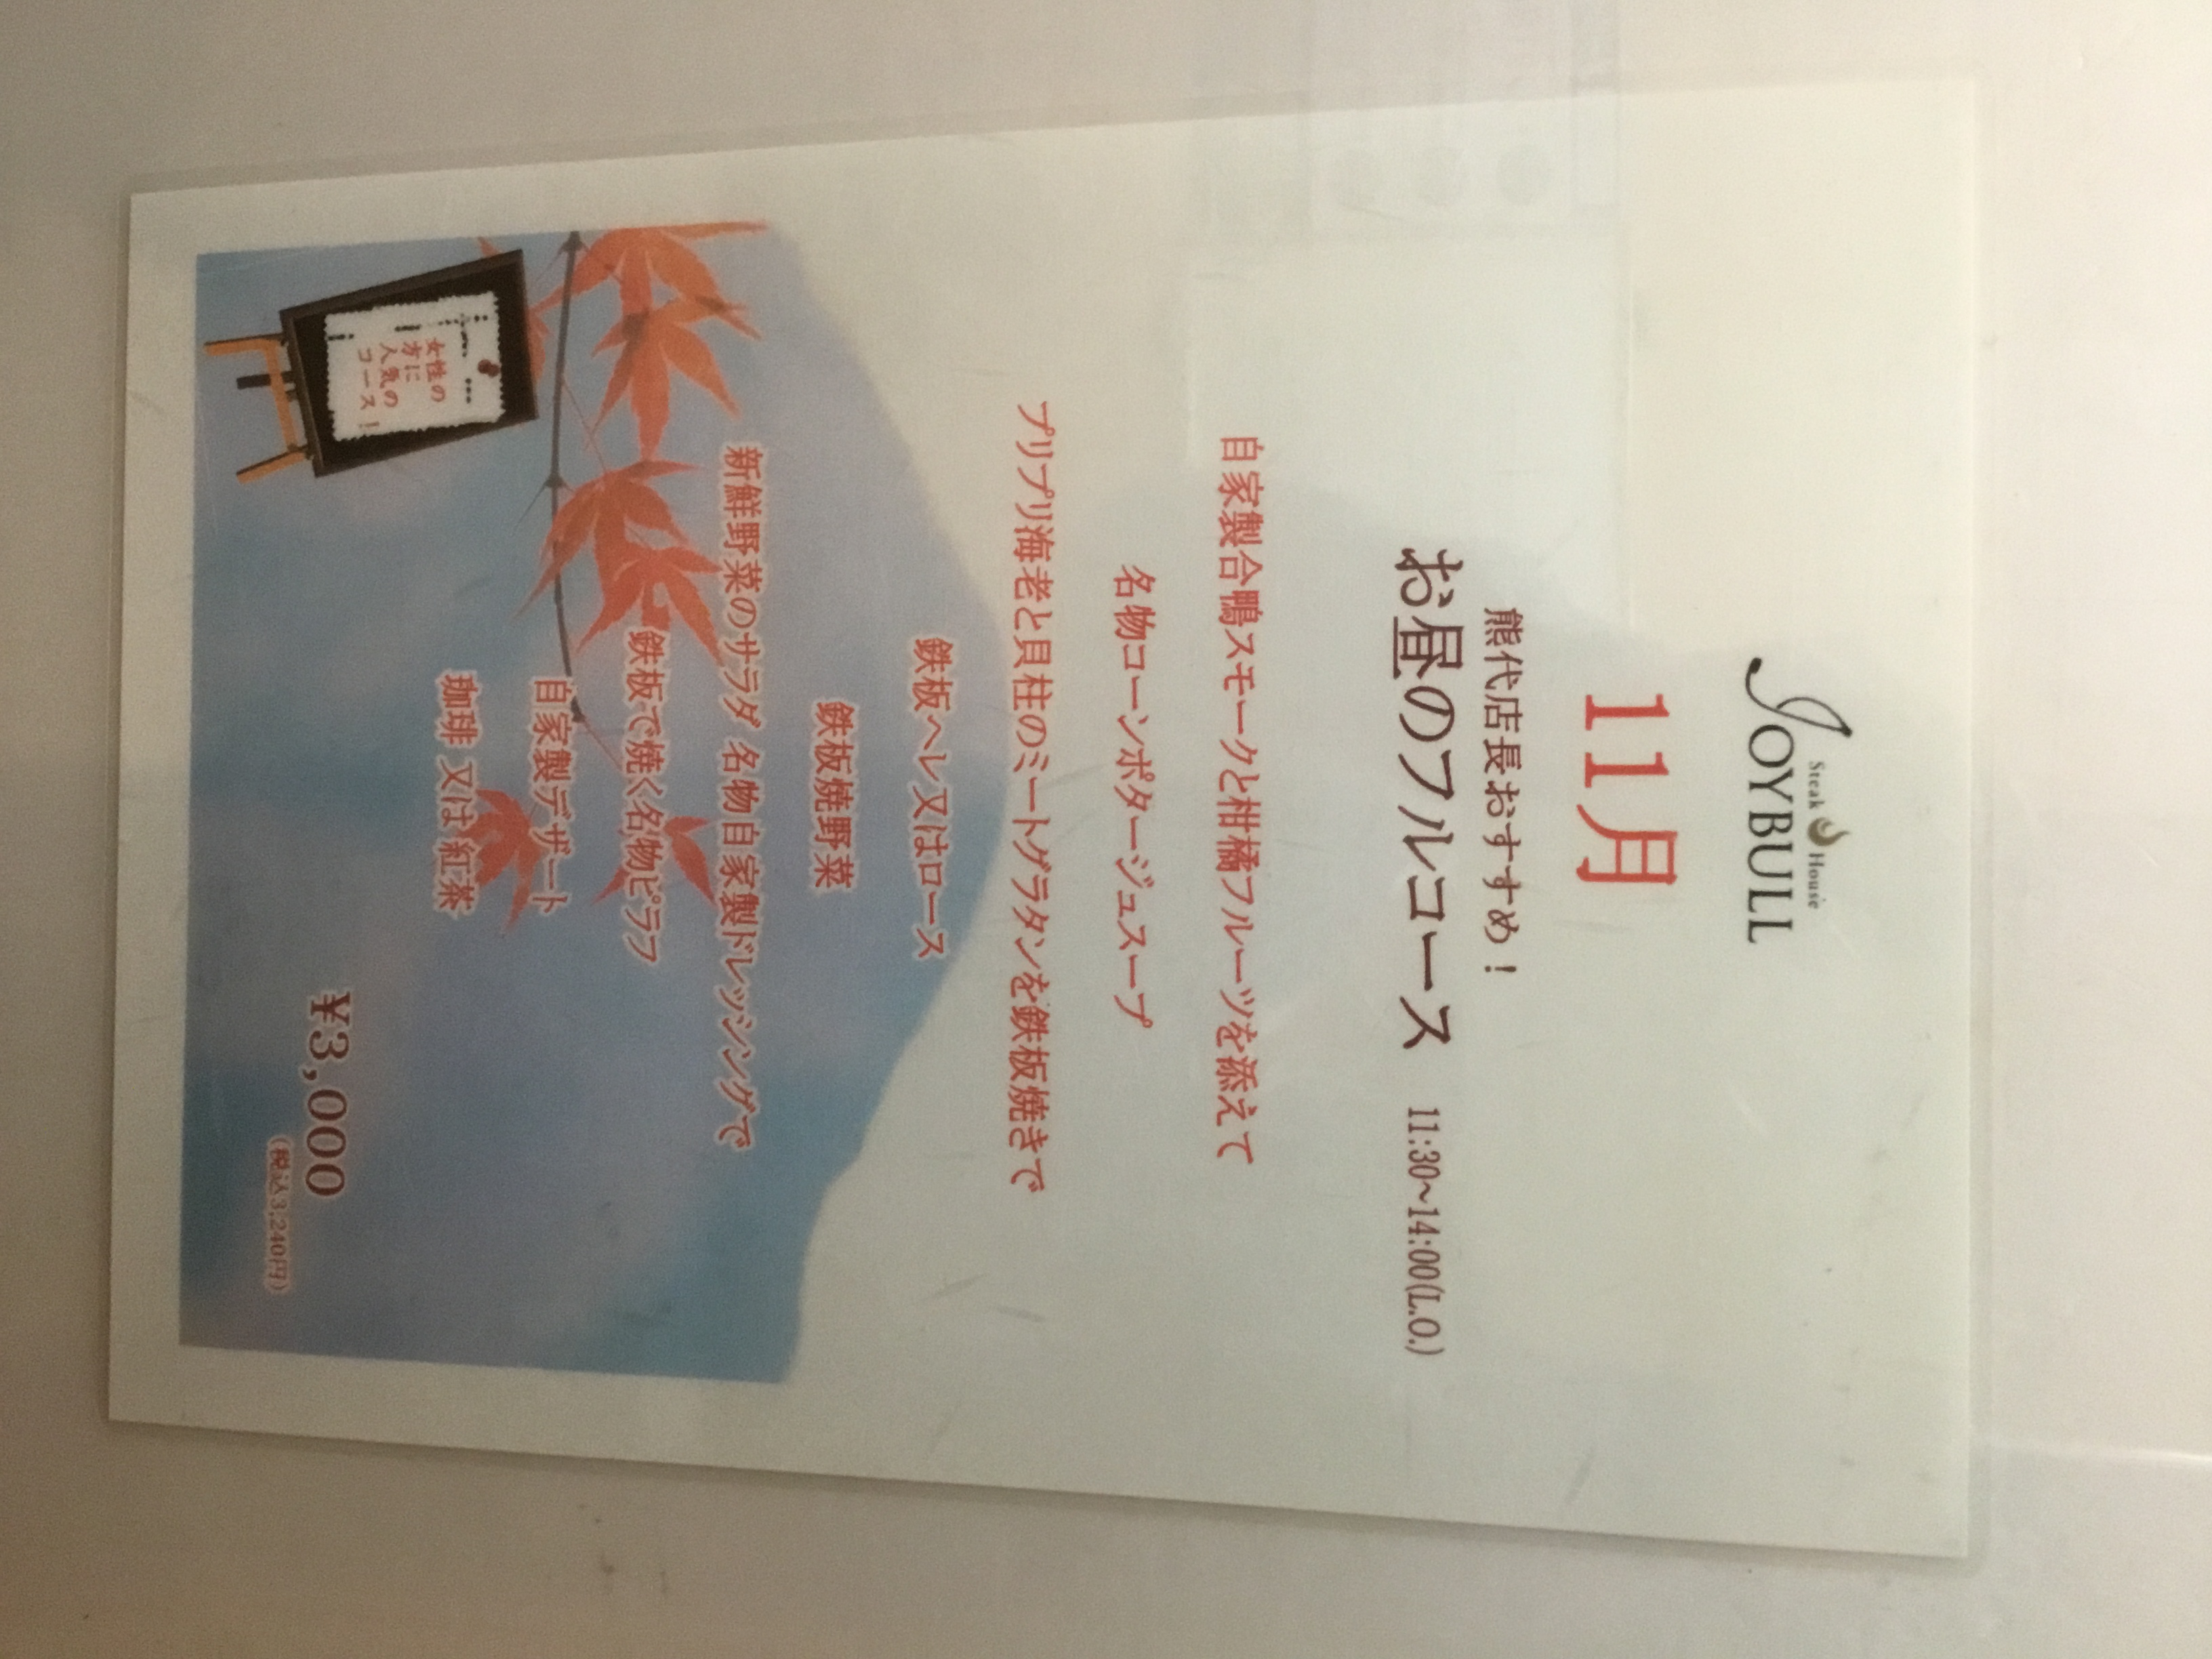 Steak House
JOYBULL
11月
熊代店長おすすめ！
お昼のフルコース 11:30~14:00(L.O.)
自家製合鴨スモークと柑橘フルーツを添えて
名物コーンポタージュスープ
プリプリ海老と貝柱のミートグラタンを鉄板焼きで
鉄板ヘレ又はロース
鉄板焼野菜
新鮮野菜のサラダ 名物自家製ドレッシングで
鉄板で焼く名物ピラフ
自家製デザート
珈琲 又は 紅茶
女性の
方に
人気の
コース！
¥3,000
(税込3,240円)